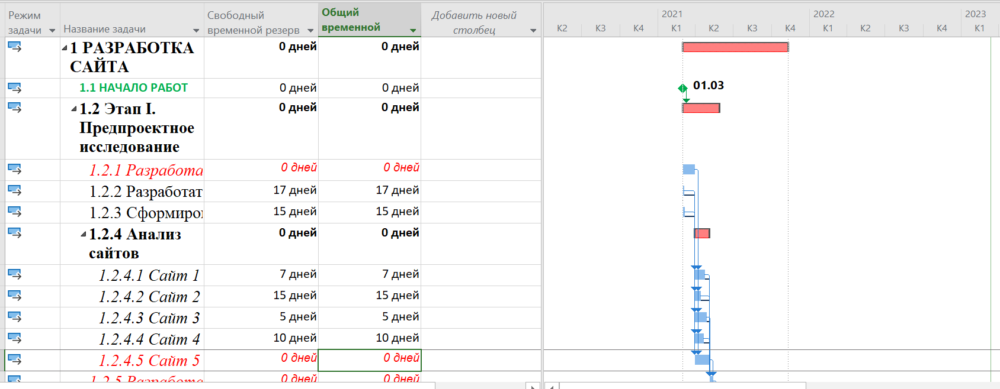 Режим задачи
Название задачи
Свободный временной резерв
Общий временной
Добавить новый столбец
2021 2022 2023
К2 К3 К4 К1 К2 К3 К4 К1 К2 К3 К4 К1
1 РАЗРАБОТКА САЙТА 0 дней 0 дней
1.1 НАЧАЛО РАБОТ 0 дней 0 дней 01.03
1.2 Этап I. Предпроектное исследование 0 дней 0 дней
1.2.1 Разработа 0 дней 0 дней
1.2.2 Разработат 17 дней 17 дней
1.2.3 Сформиро 15 дней 15 дней
1.2.4 Анализ сайтов 0 дней 0 дней
1.2.4.1 Сайт 1 7 дней 7 дней
1.2.4.2 Сайт 2 15 дней 15 дней
1.2.4.3 Сайт 3 5 дней 5 дней
1.2.4.4 Сайт 4 10 дней 10 дней
1.2.4.5 Сайт 5 0 дней 0 дней
1.2.5 Разработа 0 дней 0 дней